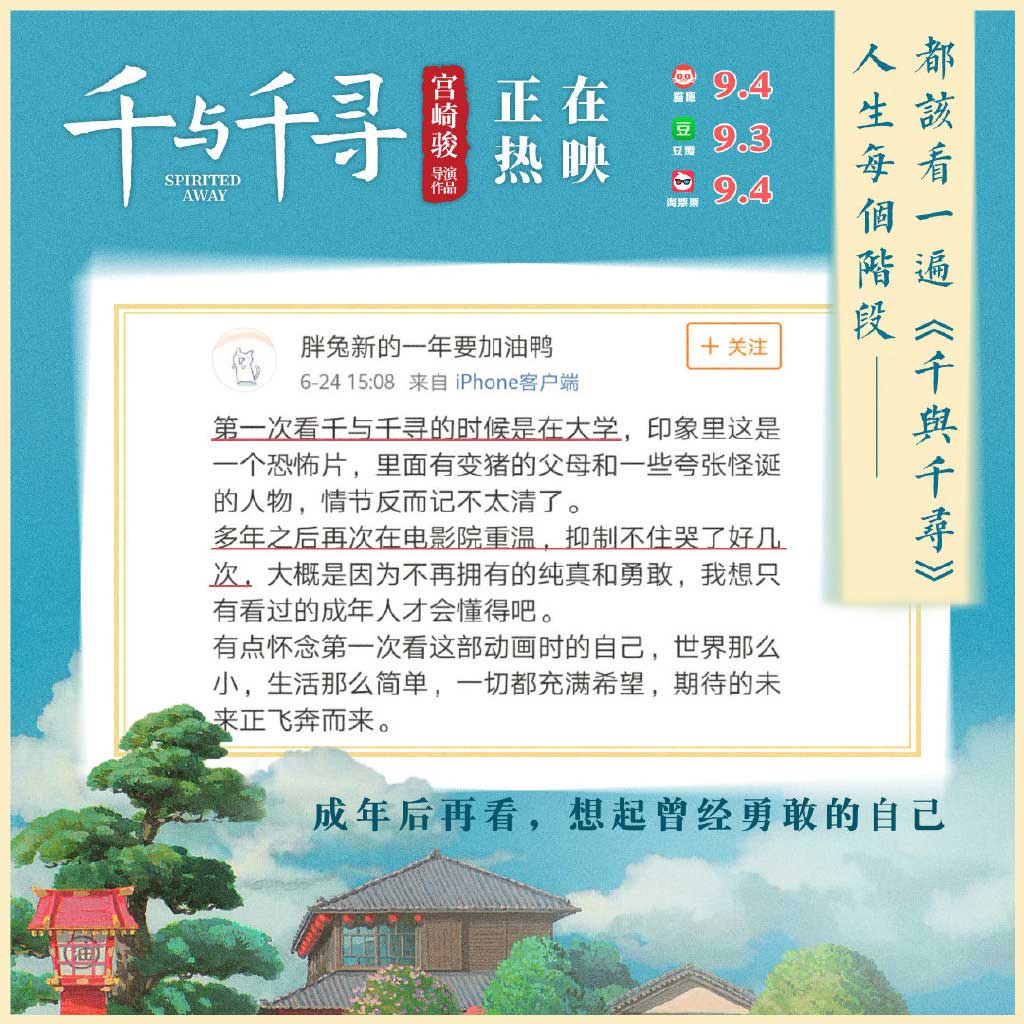 千与千寻
SPIRITED
AWAY
宫崎骏
导演
作品
正在
热映
猫眼
9.4
豆
豆瓣
9.3
淘票票
9.4
人生每個階段——
都該看一遍《千與千尋》
胖兔新的一年要加油鸭
+ 关注
6-24 15:08 来自 iPhone客户端
第一次看千与千寻的时候是在大学，印象里这是
一个恐怖片，里面有变猪的父母和一些夸张怪诞
的人物，情节反而记不太清了。
多年之后再次在电影院重温，抑制不住哭了好几
次，大概是因为不再拥有的纯真和勇敢，我想只
有看过的成年人才会懂得吧。
有点怀念第一次看这部动画时的自己，世界那么
小，生活那么简单，一切都充满希望，期待的未
来正飞奔而来。
成年后再看，想起曾经勇敢的自己